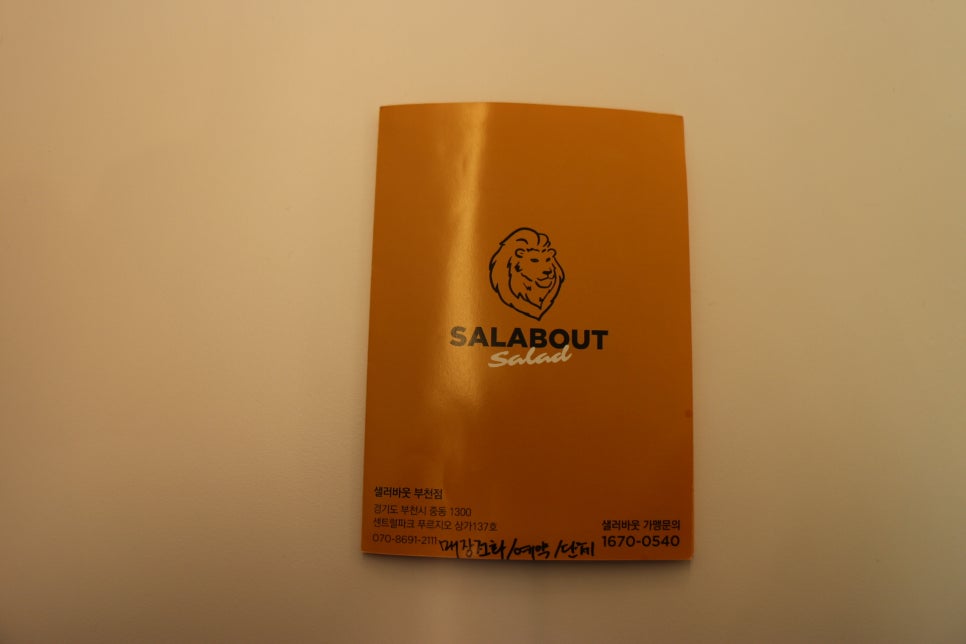 SALABOUT
Salad
샐러바웃 부천점
경기도 부천시 중동 1300
센트럴파크 푸르지오 상가137호
070-8691-2111 매장전화/예약/단체
샐러바웃 가맹문의
1670-0540